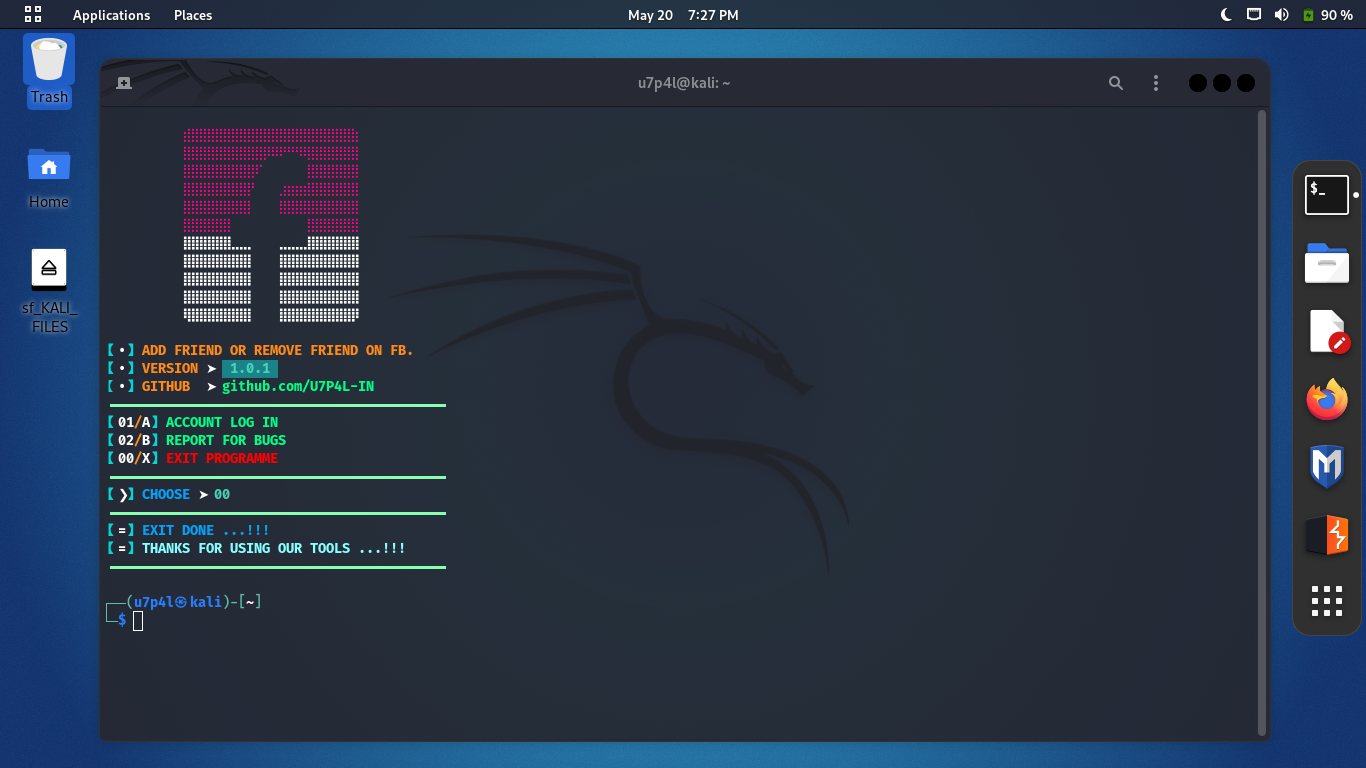 Applications Places May 20 7:27 PM 90 %
Trash
Home
sf_KALI_
FILES
u7p4l@kali: ~
【•】ADD FRIEND OR REMOVE FRIEND ON FB.
【•】VERSION ➤ 1.0.1
【•】GITHUB ➤ github.com/U7P4L-IN
【01/A】ACCOUNT LOG IN
【02/B】REPORT FOR BUGS
【00/X】EXIT PROGRAMME
【❯】CHOOSE ➤ 00
【=】EXIT DONE ...!!!
【=】THANKS FOR USING OUR TOOLS ...!!!
┌──(u7p4l㉿kali)-[~]
└─$
$_